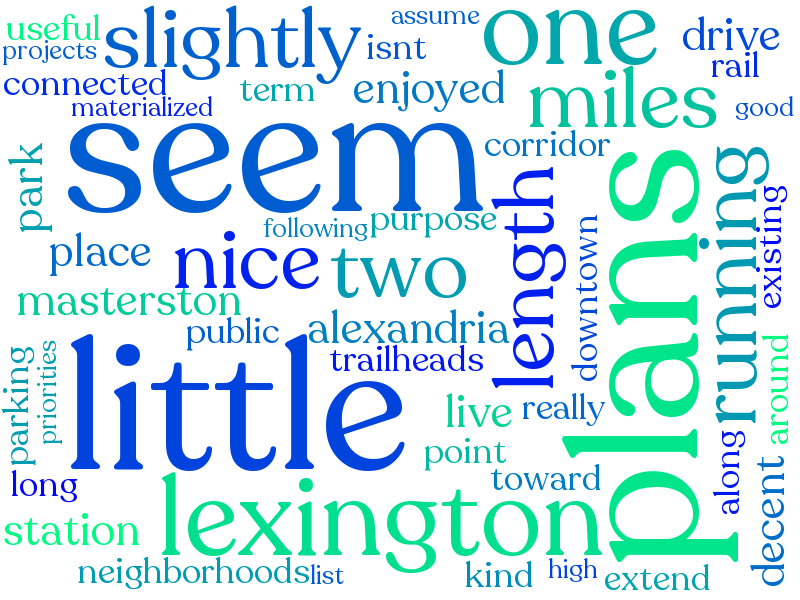 useful
assume
one
drive
projects
slightly
isnt
rail
connected
term
enjoyed
miles
good
materialized
seem
corridor
park
following
purpose
plans
running
existing
place
nice
two
length
downtown
masterston
public
alexandria
trailheads
parking
priorities
little
live
really
around
point
along
long
lexington
toward
decent
station
neighborhoods
list
kind
high
extend